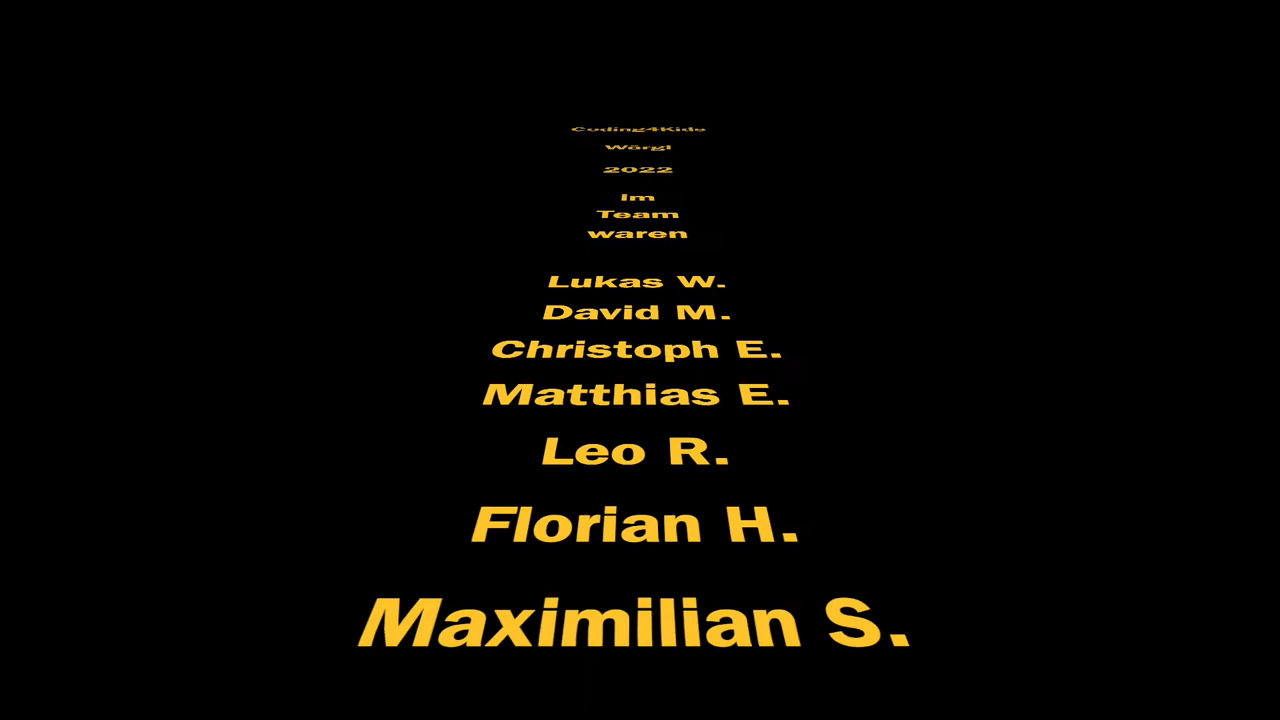 Coding4Kids
Wörgl
2022
Im
Team
waren
Lukas W.
David M.
Christoph E.
Matthias E.
Leo R.
Florian H.
Maximilian S.